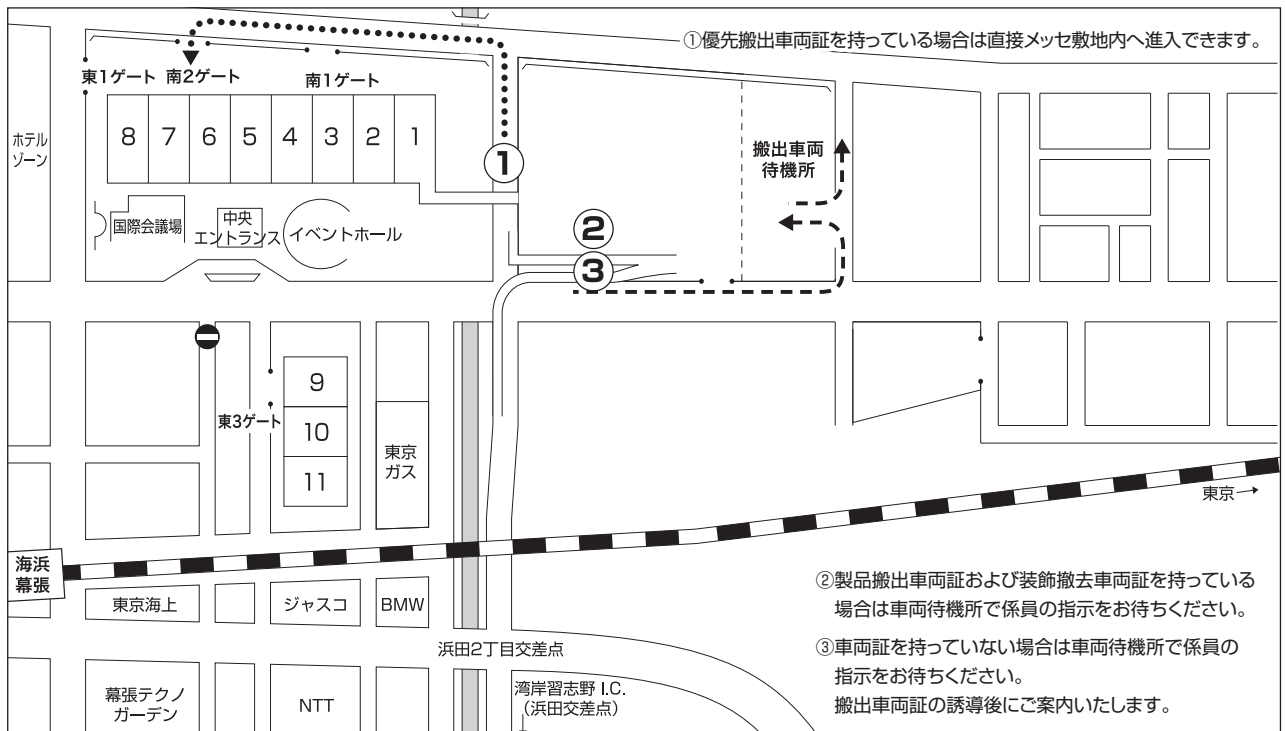 ①優先搬出車両証を持っている場合は直接メッセ敷地内へ進入できます。
東1ゲート
南2ゲート
南1ゲート
ホテル
ゾーン
8
7
6
5
4
3
2
1
①
搬出車両
待機所
国際会議場
中央
エントランス
イベントホール
②
③
9
10
11
東3ゲート
東京
ガス
東京→
海浜
幕張
東京海上
ジャスコ
BMW
浜田2丁目交差点
幕張テクノ
ガーデン
NTT
湾岸習志野 I.C.
（浜田交差点）
②製品搬出車両証および装飾撤去車両証を持っている
場合は車両待機所で係員の指示をお待ちください。
③車両証を持っていない場合は車両待機所で係員の
指示をお待ちください。
搬出車両証の誘導後にご案内いたします。